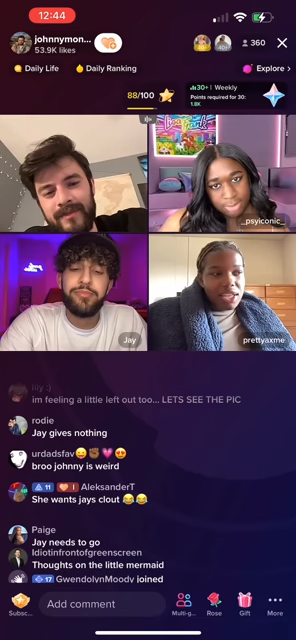 12:44
johnnymon...
53.9K likes
40+
360
Daily Life
Daily Ranking
Explore >
88/100
30+ | Weekly
Points required for 30:
1.8K
_psyiconic_
Jay
prettyaxme
lily :)
im feeling a little left out too... LETS SEE THE PIC
rodie
Jay gives nothing
urdadsfav😄✊🏾💗😍
broo johnny is weird
11 I AleksanderT
She wants jays clout 😂😂
Paige
Jay needs to go
Idiotinfrontofgreenscreen
Thoughts on the little mermaid
17 GwendolynMoody joined
Subsc...
Add comment
Multi-g...
Rose
Gift
More